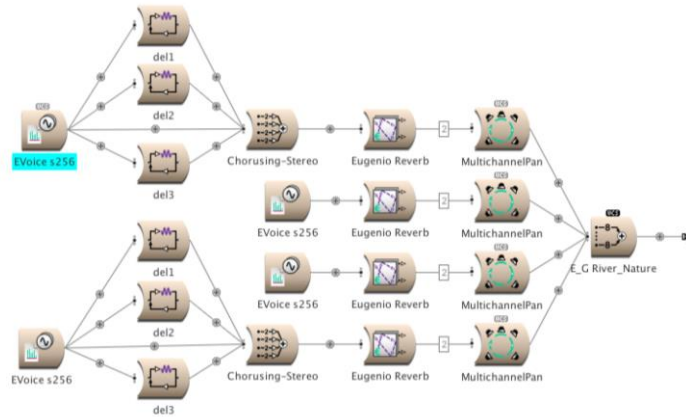 del1
del2
EVoice s256
Chorusing-Stereo
2
Eugenio Reverb
MultichannelPan
del3
EVoice s256
2
Eugenio Reverb
MultichannelPan
E_G River_Nature
del1
EVoice s256
2
Eugenio Reverb
MultichannelPan
del2
EVoice s256
Chorusing-Stereo
2
Eugenio Reverb
MultichannelPan
del3